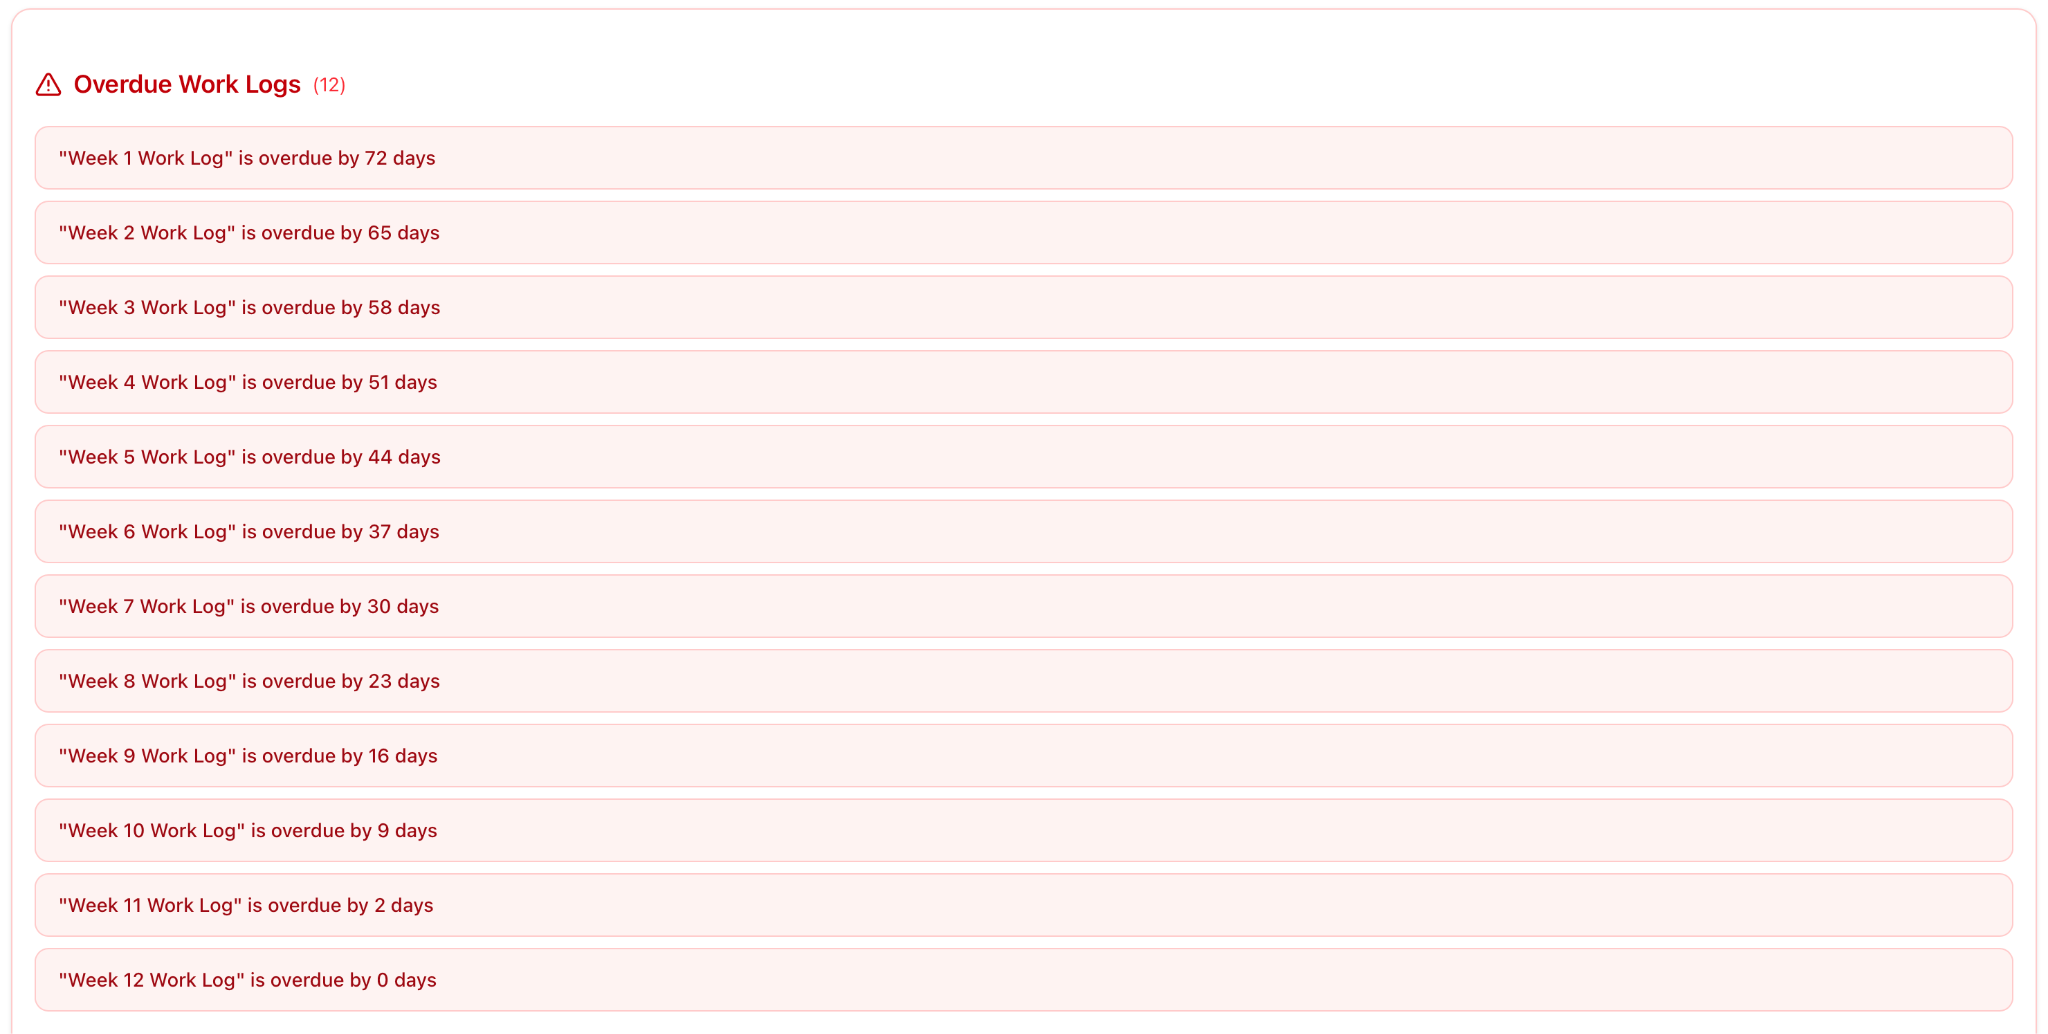 Overdue Work Logs (12)
"Week 1 Work Log" is overdue by 72 days
"Week 2 Work Log" is overdue by 65 days
"Week 3 Work Log" is overdue by 58 days
"Week 4 Work Log" is overdue by 51 days
"Week 5 Work Log" is overdue by 44 days
"Week 6 Work Log" is overdue by 37 days
"Week 7 Work Log" is overdue by 30 days
"Week 8 Work Log" is overdue by 23 days
"Week 9 Work Log" is overdue by 16 days
"Week 10 Work Log" is overdue by 9 days
"Week 11 Work Log" is overdue by 2 days
"Week 12 Work Log" is overdue by 0 days